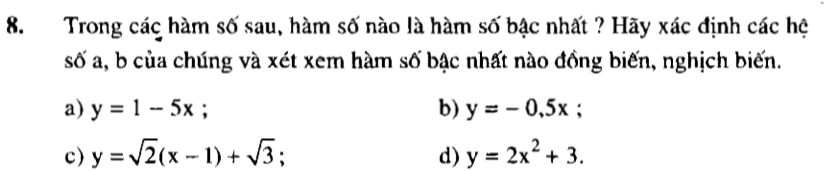 8. Trong các hàm số sau, hàm số nào là hàm số bậc nhất ? Hãy xác định các hệ
số a, b của chúng và xét xem hàm số bậc nhất nào đồng biến, nghịch biến.
a) y = 1 – 5x ; b) y = – 0,5x ;
c) y = √2(x – 1) + √3 ; d) y = 2x² + 3.